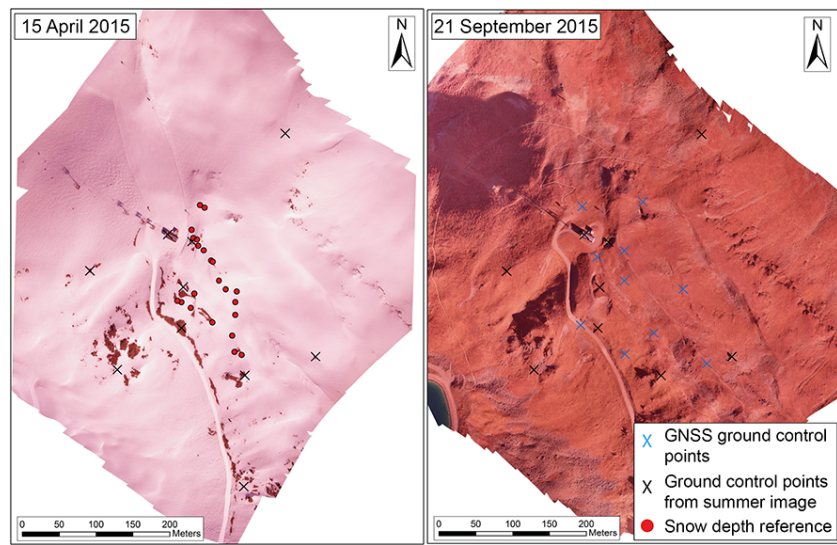 15 April 2015
N
21 September 2015
N
GNSS ground control
points
Ground control points
from summer image
Snow depth reference
0 50 100 150 200
Meters
0 50 100 150 200
Meters